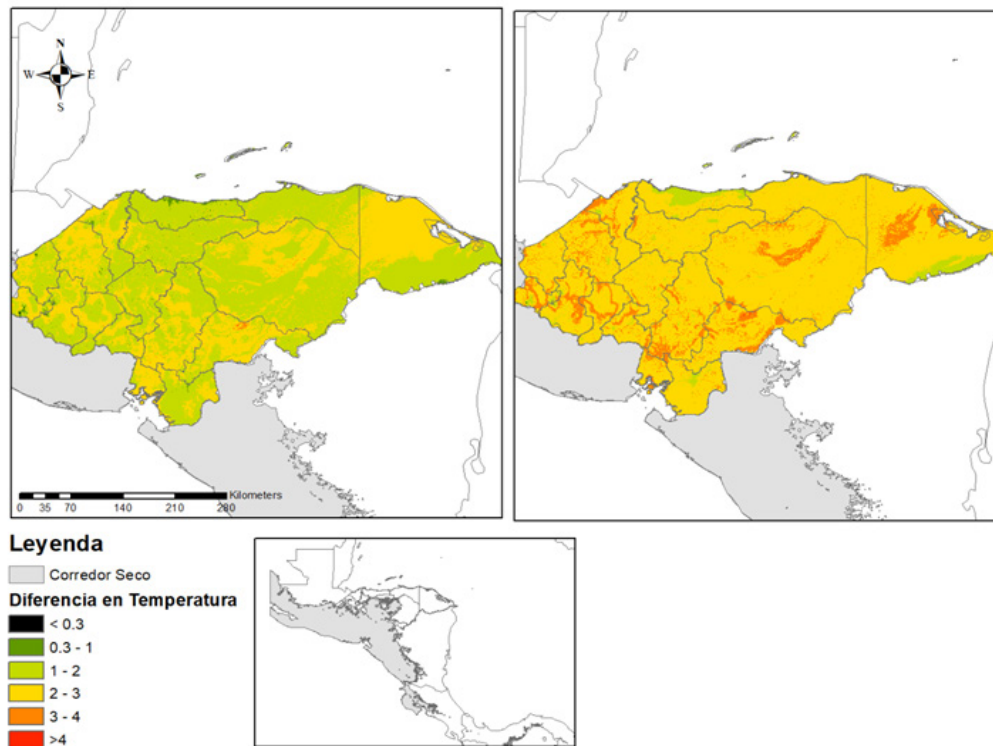 N
W E
S
Kilometers
0 35 70 140 210 280
Leyenda
Corredor Seco
Diferencia en Temperatura
< 0.3
0.3 - 1
1 - 2
2 - 3
3 - 4
>4